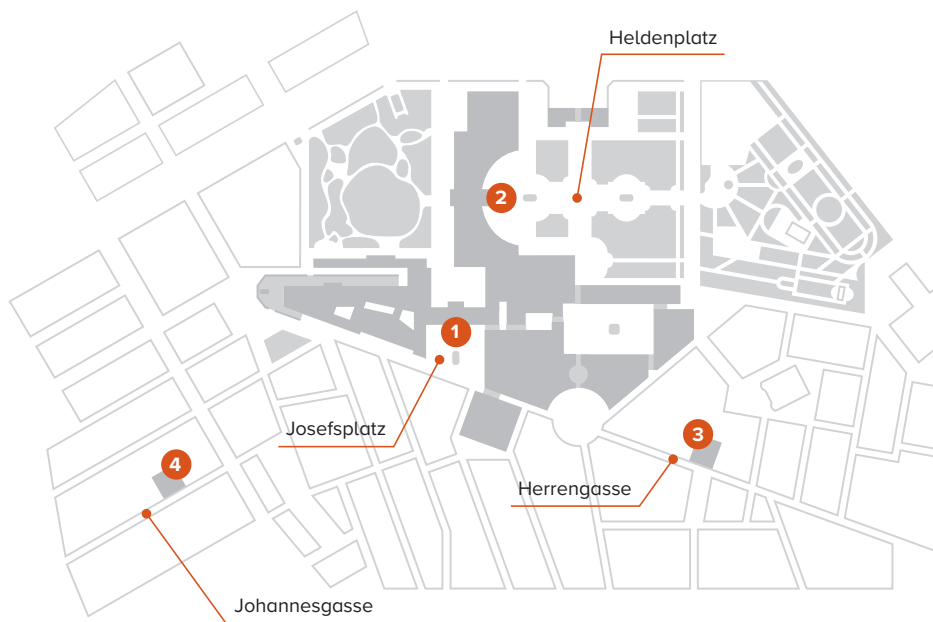 Heldenplatz
2
1
Josefsplatz
3
4
Herrengasse
Johannesgasse